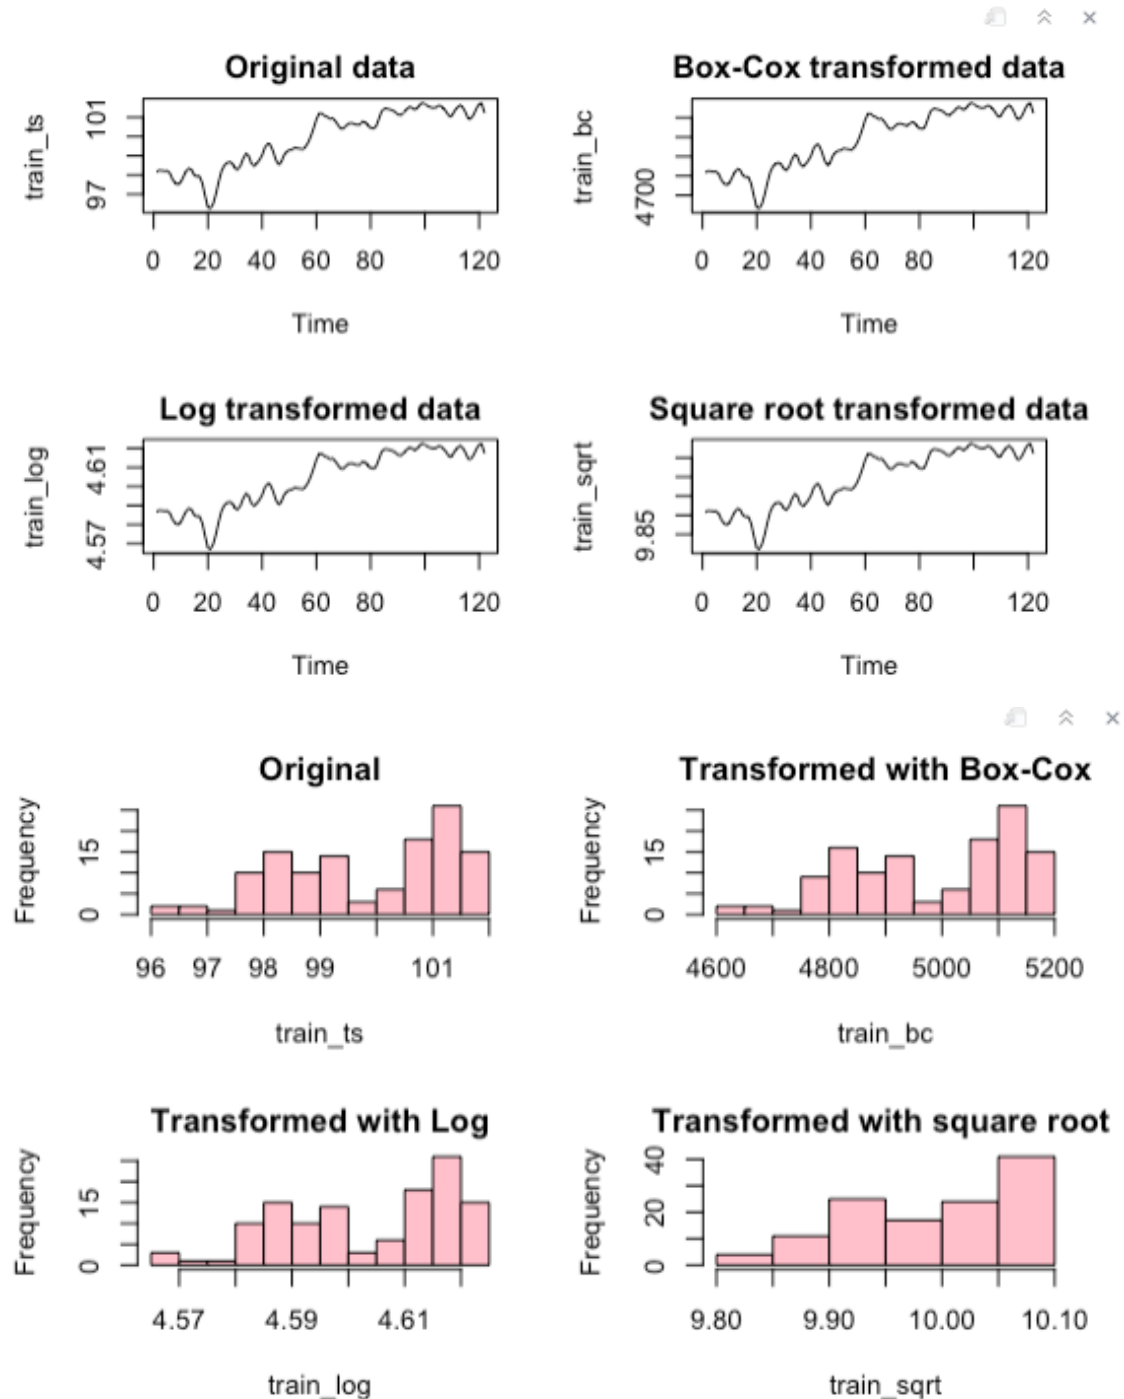 Original data
train_ts
97 101
0 20 40 60 80 120
Time
Box-Cox transformed data
train_bc
4700
0 20 40 60 80 120
Time
Log transformed data
train_log
4.57 4.61
0 20 40 60 80 120
Time
Square root transformed data
train_sqrt
9.85
0 20 40 60 80 120
Time
Original
Frequency
0 15
96 97 98 99 101
train_ts
Transformed with Box-Cox
Frequency
0 15
4600 4800 5000 5200
train_bc
Transformed with Log
Frequency
0 15
4.57 4.59 4.61
train_log
Transformed with square root
Frequency
0 20 40
9.80 9.90 10.00 10.10
train_sqrt